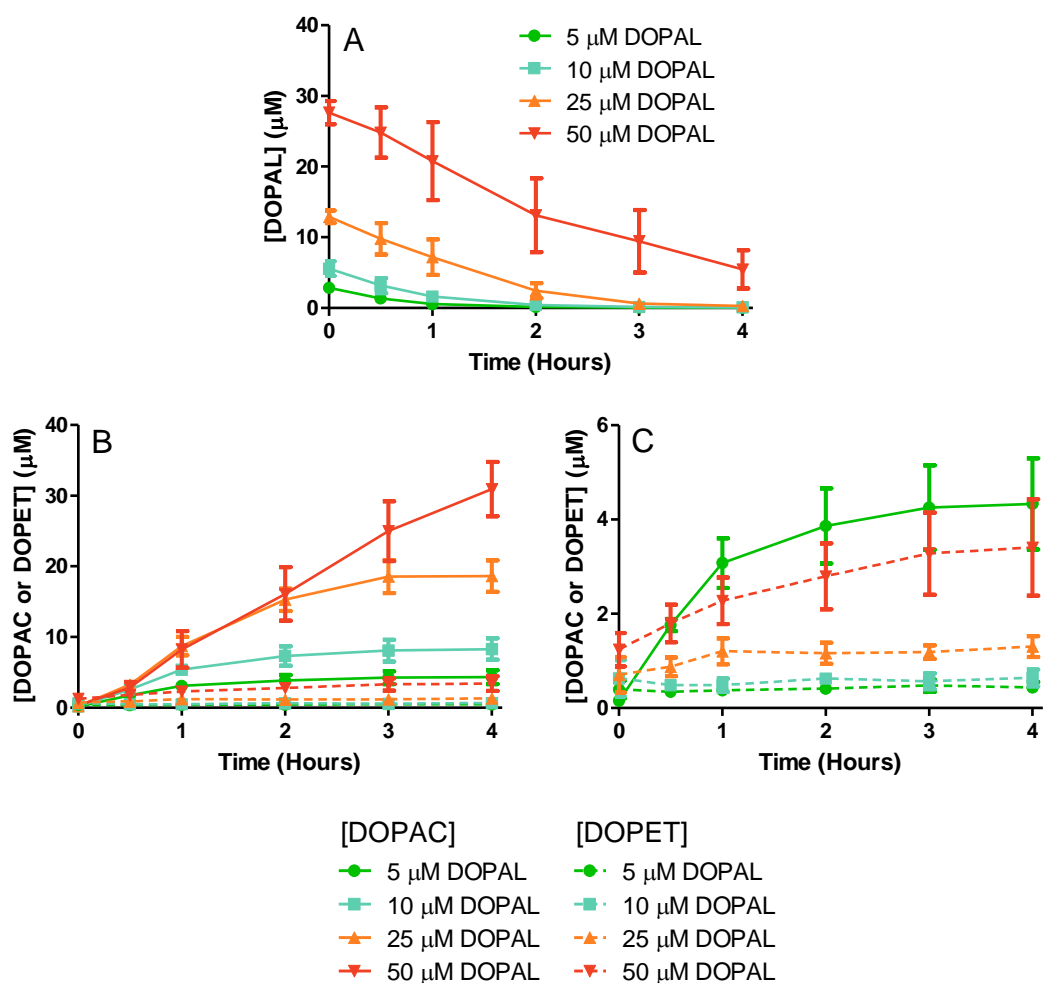 A
40
30
20
10
0
[DOPAL] (μM)
0 1 2 3 4
Time (Hours)
5 μM DOPAL
10 μM DOPAL
25 μM DOPAL
50 μM DOPAL
B
40
30
20
10
0
[DOPAC or DOPET] (μM)
0 1 2 3 4
Time (Hours)
C
6
4
2
0
[DOPAC or DOPET] (μM)
0 1 2 3 4
Time (Hours)
[DOPAC]
5 μM DOPAL
10 μM DOPAL
25 μM DOPAL
50 μM DOPAL
[DOPET]
5 μM DOPAL
10 μM DOPAL
25 μM DOPAL
50 μM DOPAL